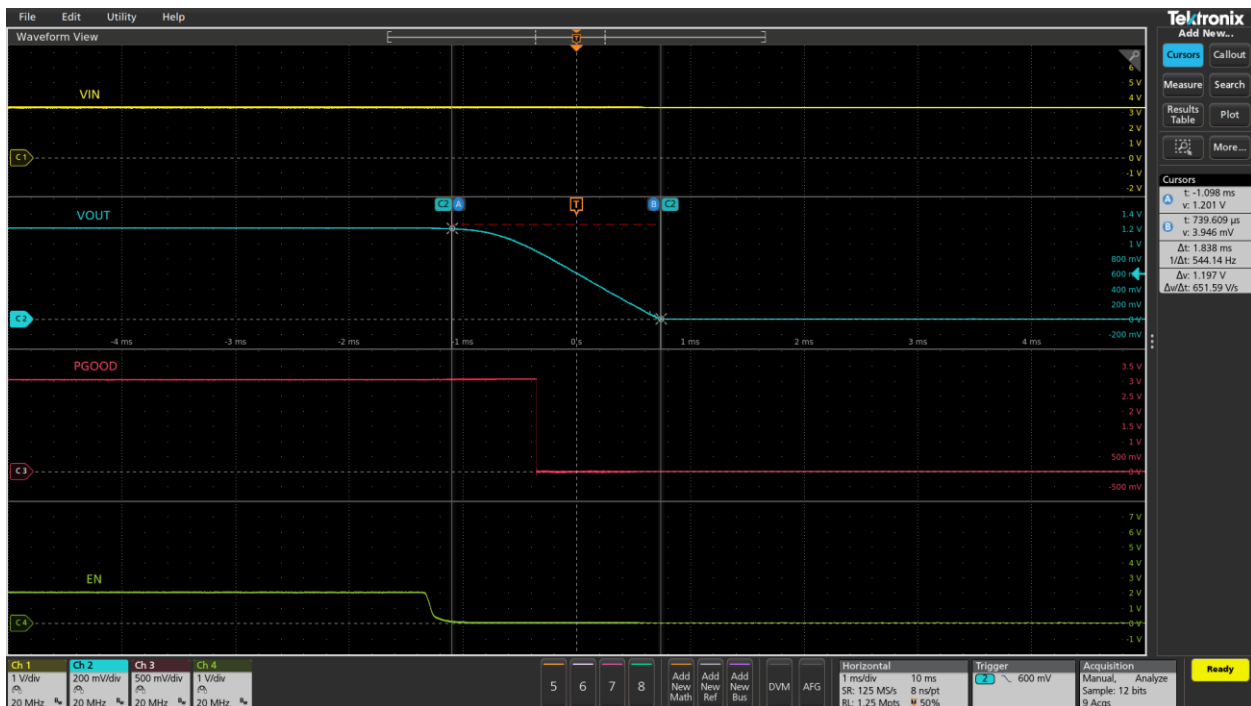 File Edit Utility Help
Tektronix
Waveform View
Add New...
Cursors Callout
Measure Search
Results Table Plot
More...
T
VIN
6
5 V
4 V
3 V
2 V
1 V
0 V
-1 V
-2 V
C1
VOUT
C2 A
T
B C2
1.4 V
1.2 V
1 V
800 mV
600 m
400 mV
200 mV
0 V
-200 mV
C2
-4 ms -3 ms -2 ms -1 ms 0 s 1 ms 2 ms 3 ms 4 ms
PGOOD
3.5 V
3 V
2.5 V
2 V
1.5 V
1 V
500 mV
0 V
-500 mV
C3
EN
7 V
6 V
5 V
4 V
3 V
2 V
1 V
0 V
-1 V
C4
Cursors
A t: -1.098 ms
v: 1.201 V
B t: 739.609 µs
v: 3.946 mV
Δt: 1.838 ms
1/Δt: 544.14 Hz
Δv: 1.197 V
Δv/Δt: 651.59 V/s
Ch 1
1 V/div
20 MHz Bw
Ch 2
200 mV/div
20 MHz Bw
Ch 3
500 mV/div
20 MHz Bw
Ch 4
1 V/div
20 MHz Bw
5 6 7 8
Add New Math
Add New Ref
Add New Bus
DVM AFG
Horizontal
1 ms/div 10 ms
SR: 125 MS/s 8 ns/pt
RL: 1.25 Mpts 50%
Trigger
2 600 mV
Acquisition
Manual, Analyze
Sample: 12 bits
9 Acqs
Ready